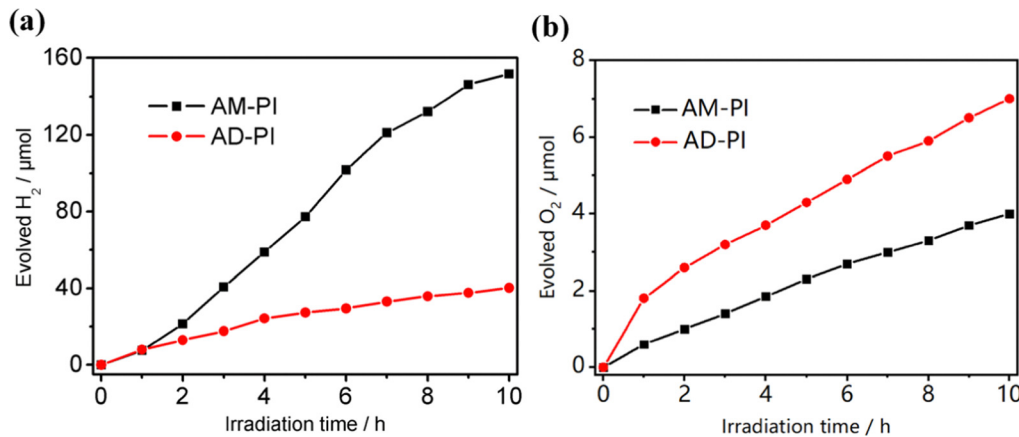 (a)
160
120
80
40
0
Evolved H₂ / μmol
AM-PI
AD-PI
0 2 4 6 8 10
Irradiation time / h
(b)
8
6
4
2
0
Evolved O₂ / μmol
AM-PI
AD-PI
0 2 4 6 8 10
Irradiation time / h